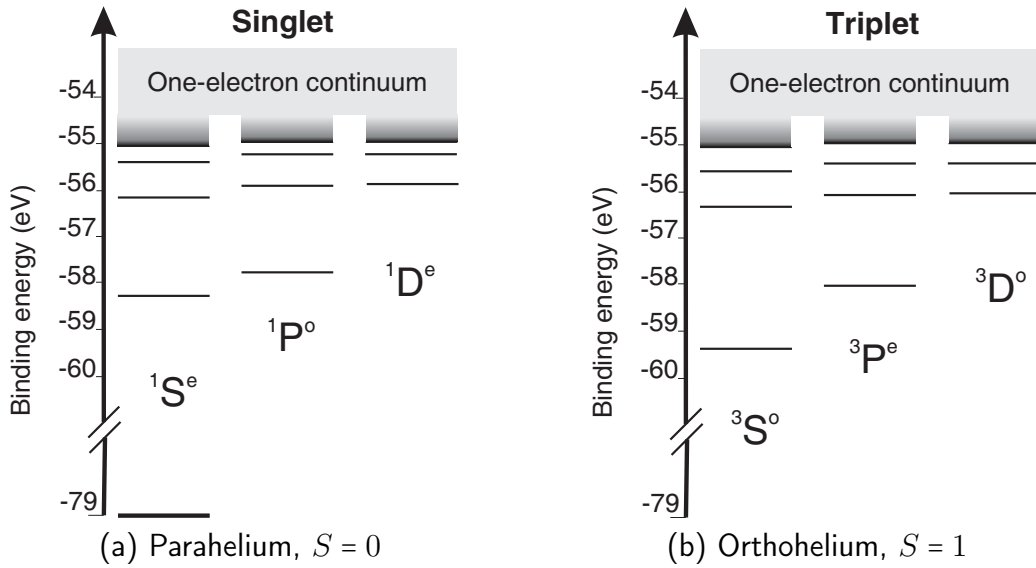 Singlet
One-electron continuum
Binding energy (eV)
-54
-55
-56
-57
-58
-59
-60
-79
¹Sᵉ
¹Pᵒ
¹Dᵉ
(a) Parahelium, S = 0
Triplet
One-electron continuum
Binding energy (eV)
-54
-55
-56
-57
-58
-59
-60
-79
³Sᵒ
³Pᵉ
³Dᵒ
(b) Orthohelium, S = 1